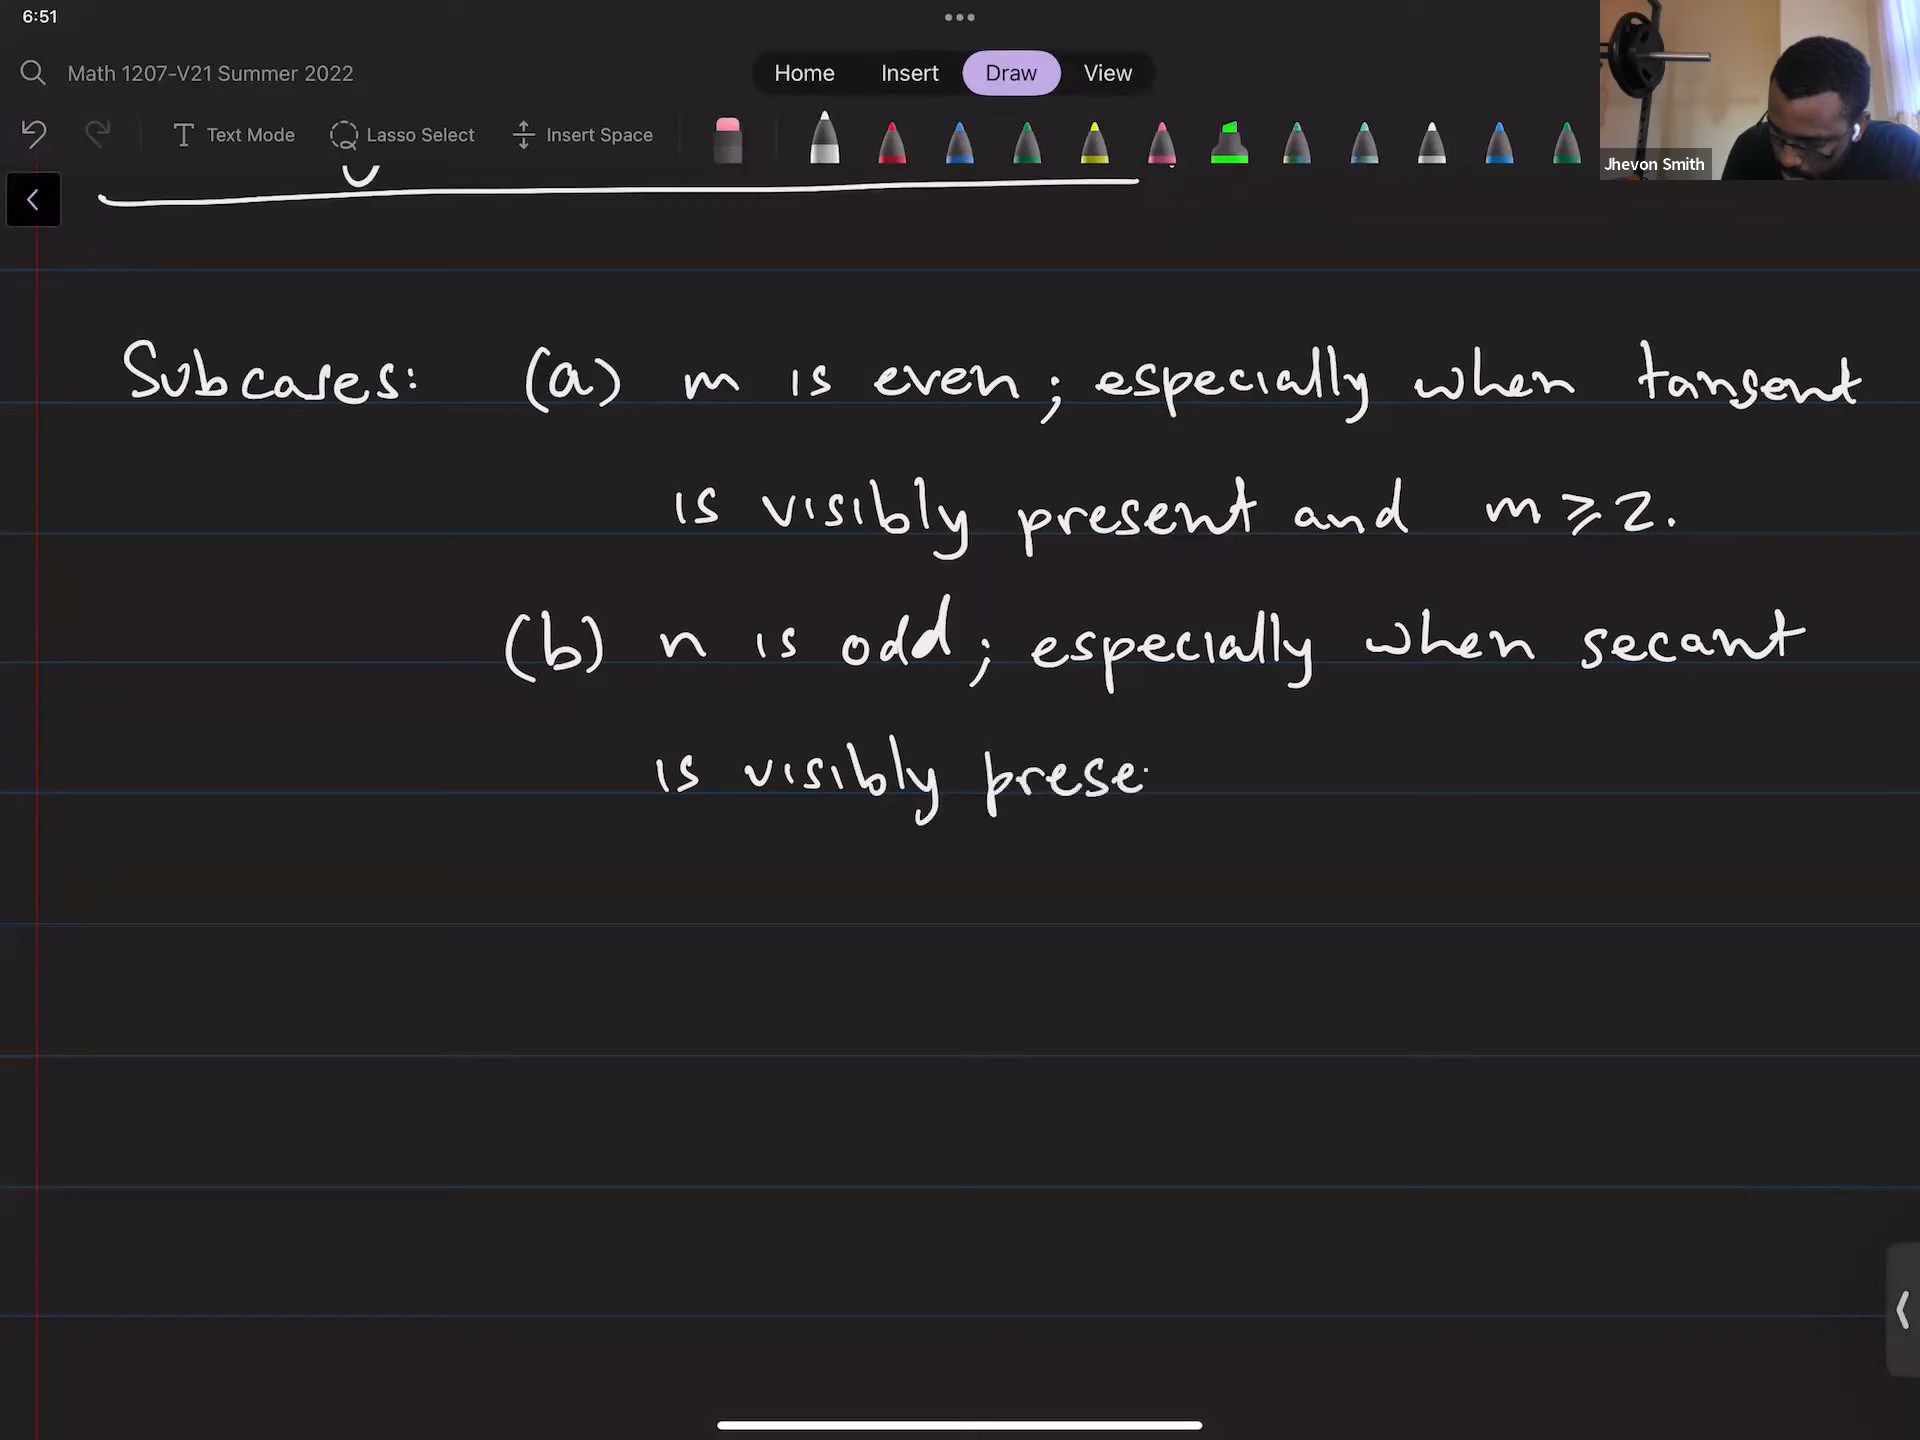 6:51
Math 1207-V21 Summer 2022
Home Insert Draw View
Text Mode Lasso Select Insert Space
Jhevon Smith
Subcases: (a) m is even; especially when tangent
is visibly present and m ⩾ 2.
(b) n is odd; especially when secant
is visibly prese